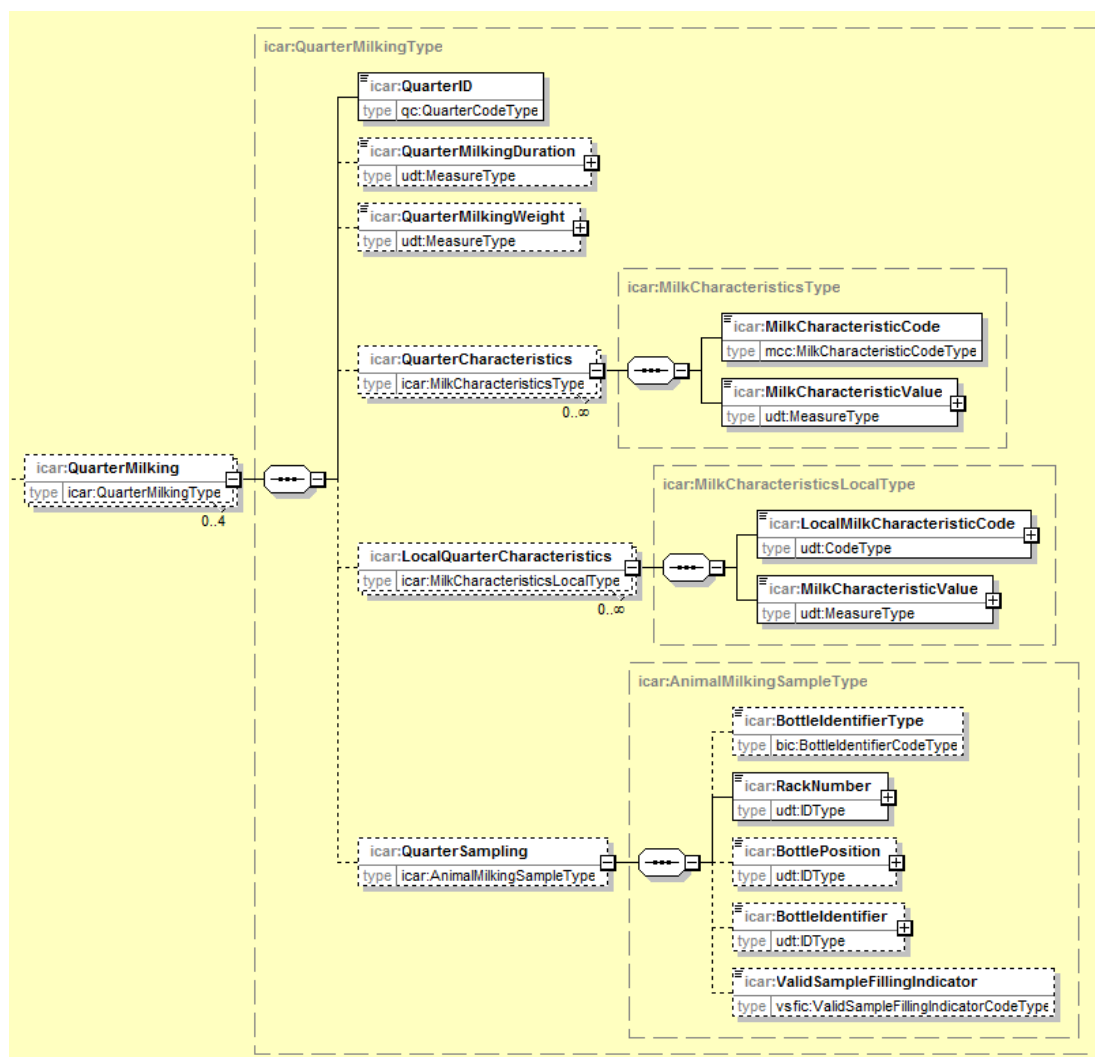 icar:QuarterMilkingType
icar:QuarterID
type qc:QuarterCodeType
icar:QuarterMilkingDuration
type udt:MeasureType
icar:QuarterMilkingWeight
type udt:MeasureType
icar:MilkCharacteristicsType
icar:MilkCharacteristicCode
type mcc:MilkCharacteristicCodeType
icar:QuarterCharacteristics
type icar:MilkCharacteristicsType
0..∞
icar:MilkCharacteristicValue
type udt:MeasureType
icar:QuarterMilking
type icar:QuarterMilkingType
0..4
icar:MilkCharacteristicsLocalType
icar:LocalMilkCharacteristicCode
type udt:CodeType
icar:LocalQuarterCharacteristics
type icar:MilkCharacteristicsLocalType
0..∞
icar:MilkCharacteristicValue
type udt:MeasureType
icar:AnimalMilkingSampleType
icar:BottleIdentifierType
type bic:BottleIdentifierCodeType
icar:RackNumber
type udt:IDType
icar:QuarterSampling
type icar:AnimalMilkingSampleType
icar:BottlePosition
type udt:IDType
icar:BottleIdentifier
type udt:IDType
icar:ValidSampleFillingIndicator
type vsfic:ValidSampleFillingIndicatorCodeType